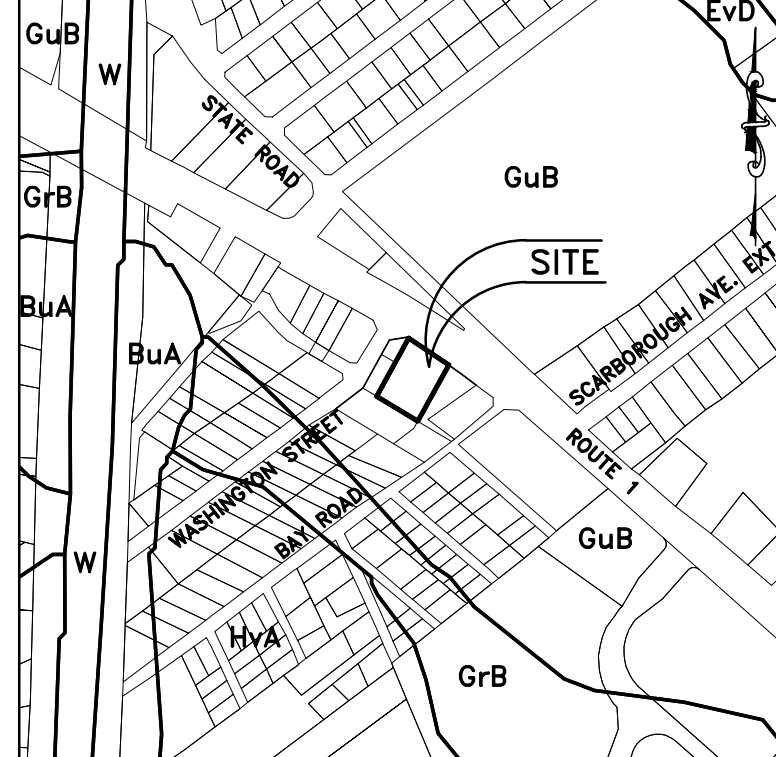 EvD
GuB
W
STATE ROAD
GuB
GrB
SITE
SCARBOROUGH AVE. EXT
BuA
BuA
WASHINGTON STREET
ROUTE 1
BAY ROAD
GuB
W
HvA
GrB